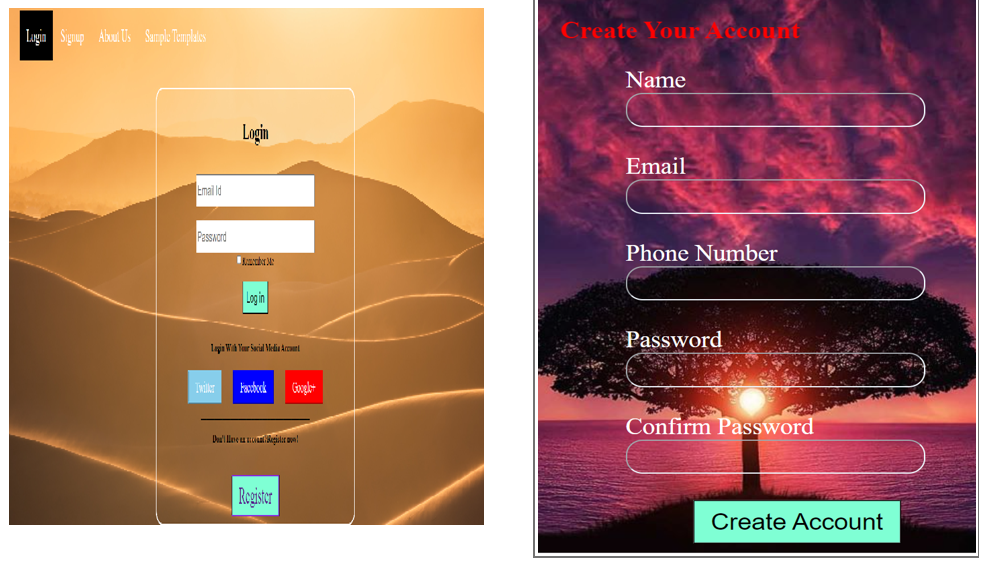 Login Signup About Us Sample Templates
Login
Email Id
Password
Remember Me
Log in
Login With Your Social Media Account
Twitter Facebook Google+
Don't Have an account?Register now!
Register
Create Your Account
Name
Email
Phone Number
Password
Confirm Password
Create Account